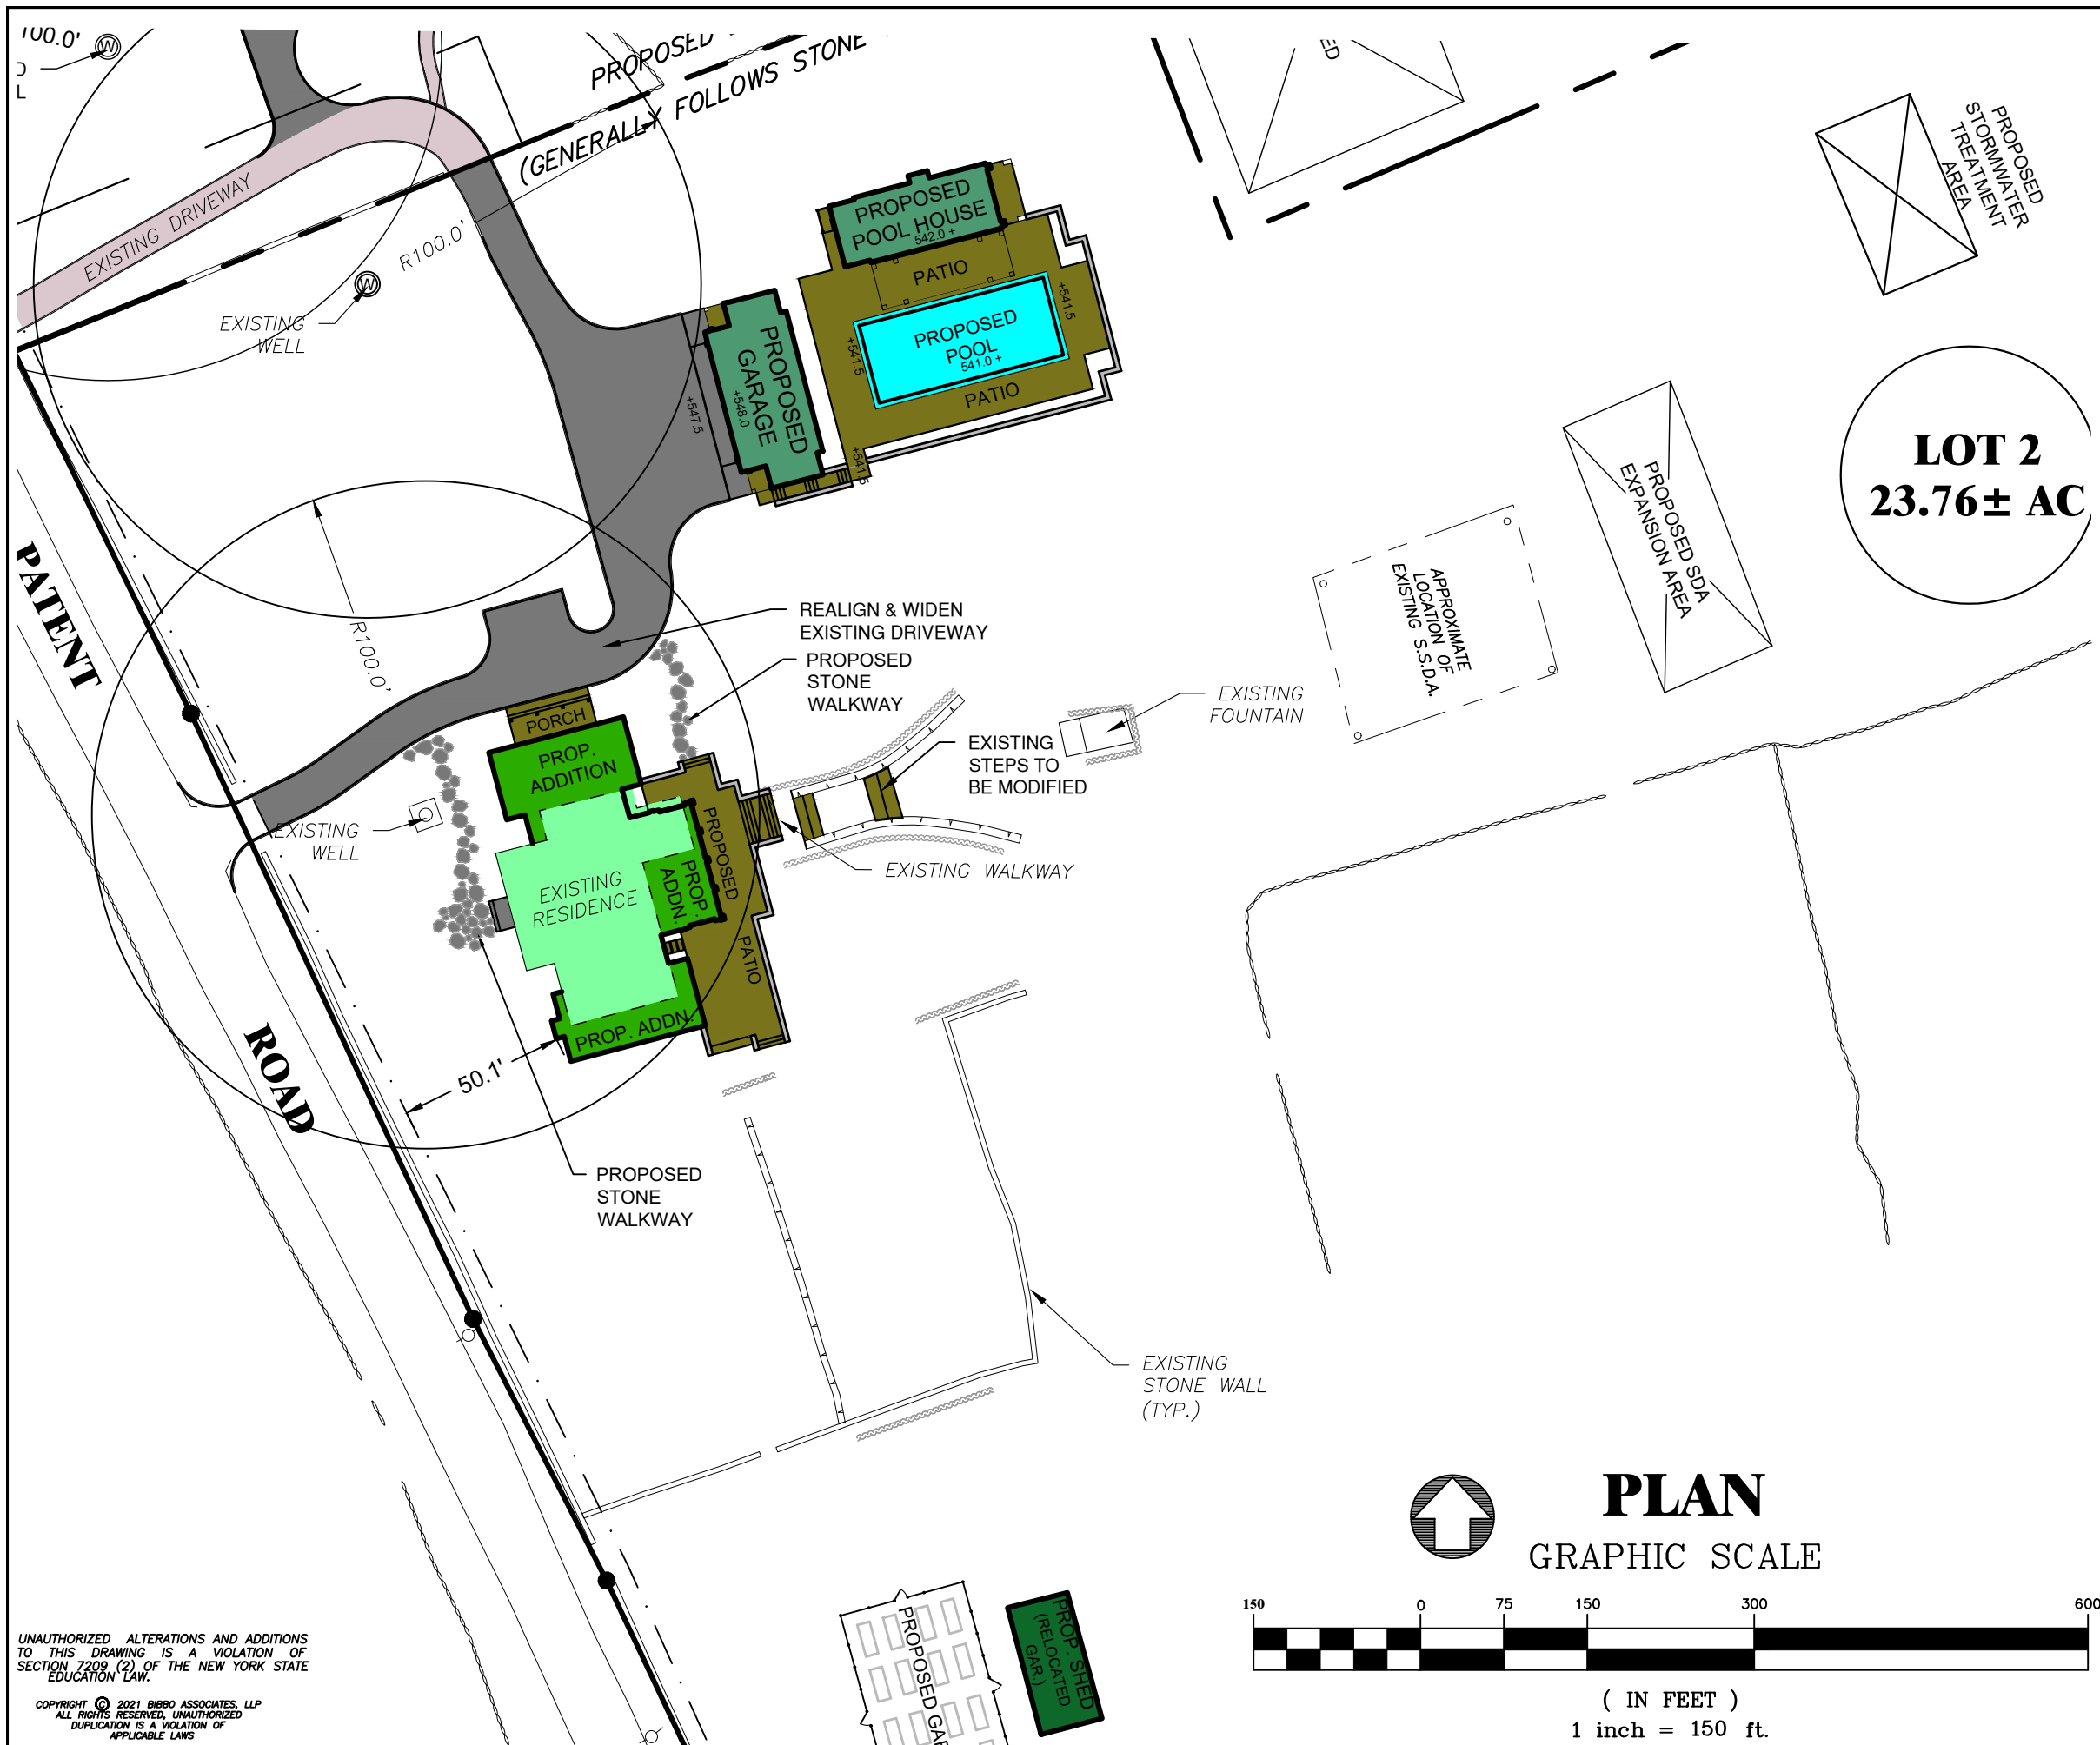 100.0'
D
L
W
PROPOSED
(GENERALLY FOLLOWS STONE
ED
PROPOSED
STORMWATER
TREATMENT
AREA
EXISTING DRIVEWAY
R100.0'
W
EXISTING
WELL
PROPOSED
POOL HOUSE
542.0 +
PATIO
+541.5
PROPOSED
POOL
541.0 +
+541.5
PATIO
PROPOSED
GARAGE
+548.0
+547.5
+541.5
LOT 2
23.76± AC
PROPOSED SDA
EXPANSION AREA
APPROXIMATE
LOCATION OF
EXISTING S.S.D.A.
PATENT
ROAD
R100.0'
REALIGN & WIDEN
EXISTING DRIVEWAY
PROPOSED
STONE
WALKWAY
EXISTING
FOUNTAIN
EXISTING
STEPS TO
BE MODIFIED
EXISTING WALKWAY
PORCH
PROP.
ADDITION
EXISTING
WELL
EXISTING
RESIDENCE
PROP.
ADDN.
PROPOSED
PATIO
PROP. ADDN.
50.1'
PROPOSED
STONE
WALKWAY
EXISTING
STONE WALL
(TYP.)
PLAN
GRAPHIC SCALE
150 0 75 150 300 600
( IN FEET )
1 inch = 150 ft.
PROP. SHED
(RELOCATED
GAR.)
PROPOSED GAR
UNAUTHORIZED ALTERATIONS AND ADDITIONS
TO THIS DRAWING IS A VIOLATION OF
SECTION 7209 (2) OF THE NEW YORK STATE
EDUCATION LAW.
COPYRIGHT © 2021 BIBBO ASSOCIATES, LLP
ALL RIGHTS RESERVED, UNAUTHORIZED
DUPLICATION IS A VIOLATION OF
APPLICABLE LAWS